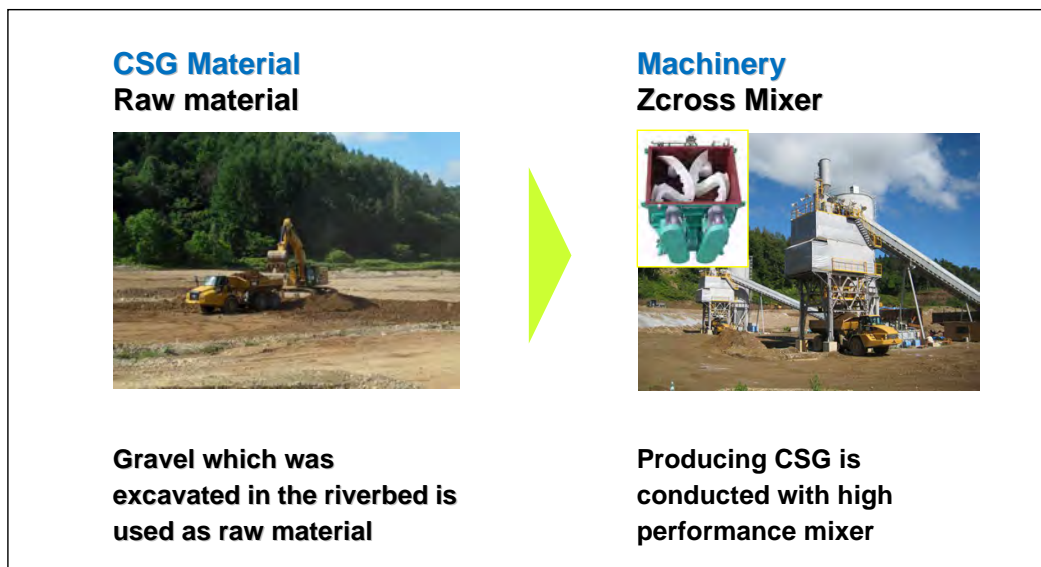 CSG Material
Raw material
Gravel which was
excavated in the riverbed is
used as raw material
Machinery
Zcross Mixer
Producing CSG is
conducted with high
performance mixer